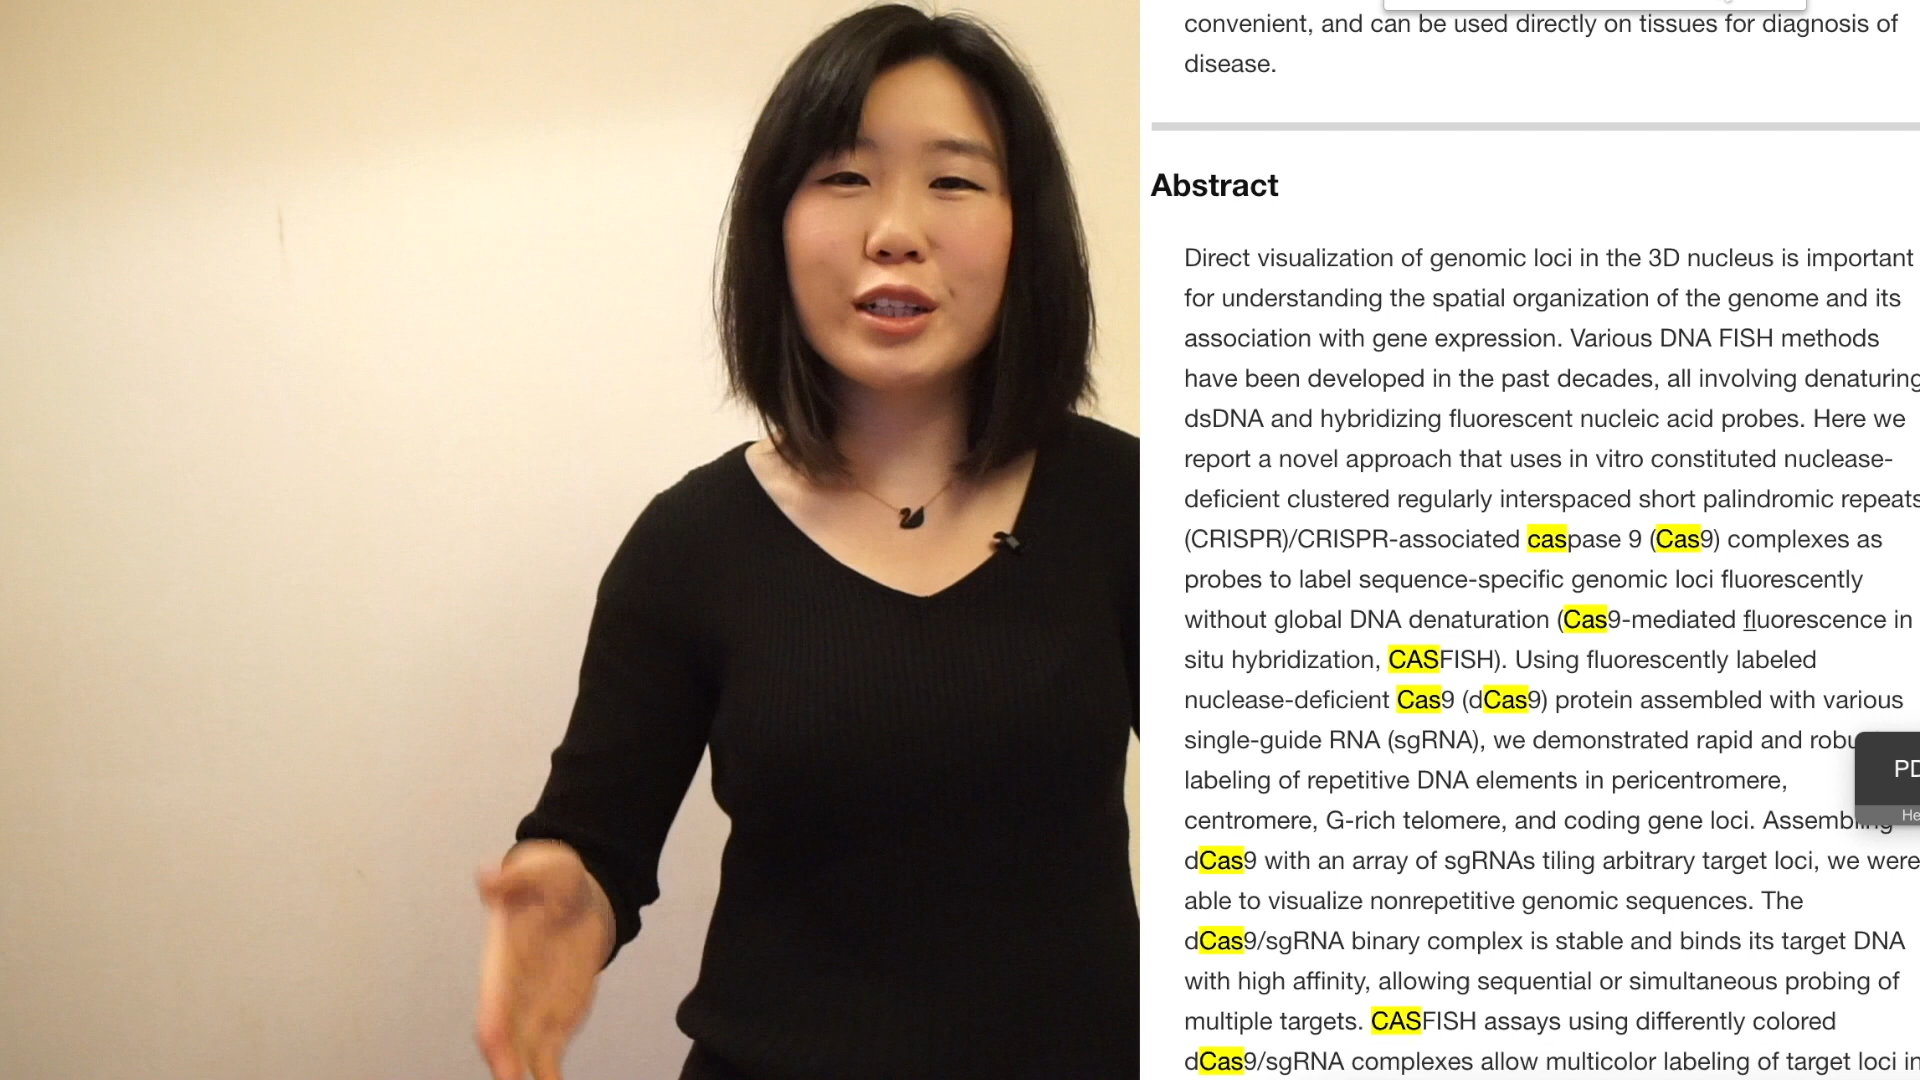 convenient, and can be used directly on tissues for diagnosis of
disease.
Abstract
Direct visualization of genomic loci in the 3D nucleus is important
for understanding the spatial organization of the genome and its
association with gene expression. Various DNA FISH methods
have been developed in the past decades, all involving denaturing
dsDNA and hybridizing fluorescent nucleic acid probes. Here we
report a novel approach that uses in vitro constituted nuclease-
deficient clustered regularly interspaced short palindromic repeats
(CRISPR)/CRISPR-associated caspase 9 (Cas9) complexes as
probes to label sequence-specific genomic loci fluorescently
without global DNA denaturation (Cas9-mediated fluorescence in
situ hybridization, CASFISH). Using fluorescently labeled
nuclease-deficient Cas9 (dCas9) protein assembled with various
single-guide RNA (sgRNA), we demonstrated rapid and
labeling of repetitive DNA elements in pericentromere,
centromere, G-rich telomere, and coding gene loci. Assembling
dCas9 with an array of sgRNAs tiling arbitrary target loci, we were
able to visualize nonrepetitive genomic sequences. The
dCas9/sgRNA binary complex is stable and binds its target DNA
with high affinity, allowing sequential or simultaneous probing of
multiple targets. CASFISH assays using differently colored
dCas9/sgRNA complexes allow multicolor labeling of target loci in